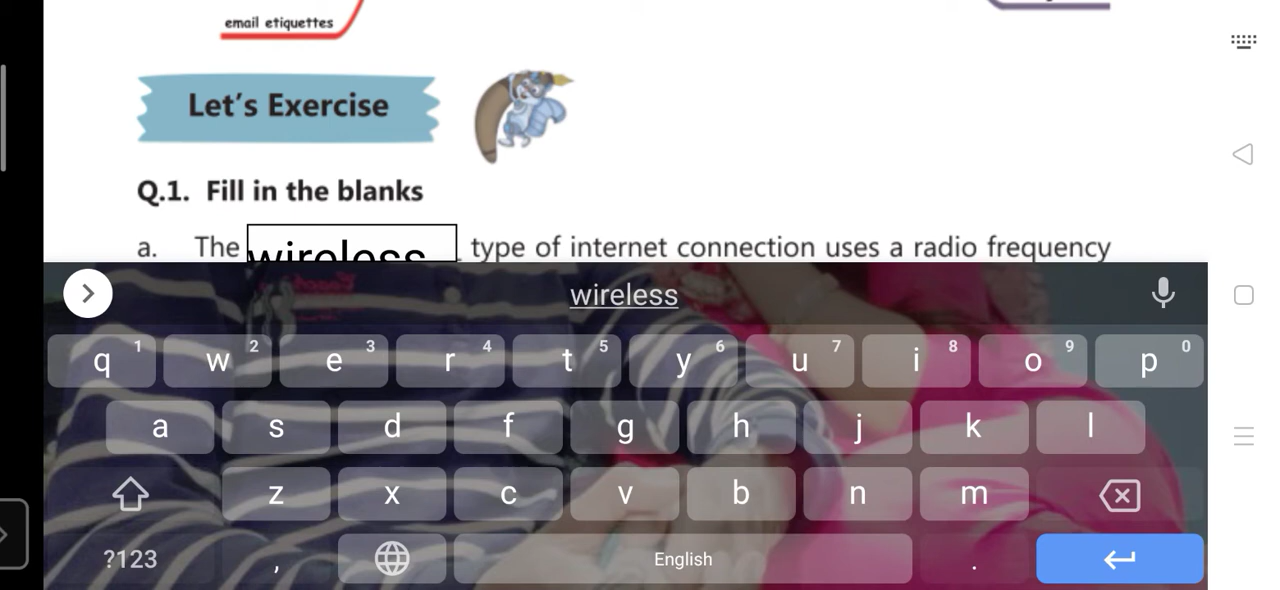 email etiquettes
Let's Exercise
Q.1. Fill in the blanks
a. The wireless type of internet connection uses a radio frequency
wireless
q 1 w 2 e 3 r 4 t 5 y 6 u 7 i 8 o 9 p 0
a s d f g h j k l
z x c v b n m
?123 , English .